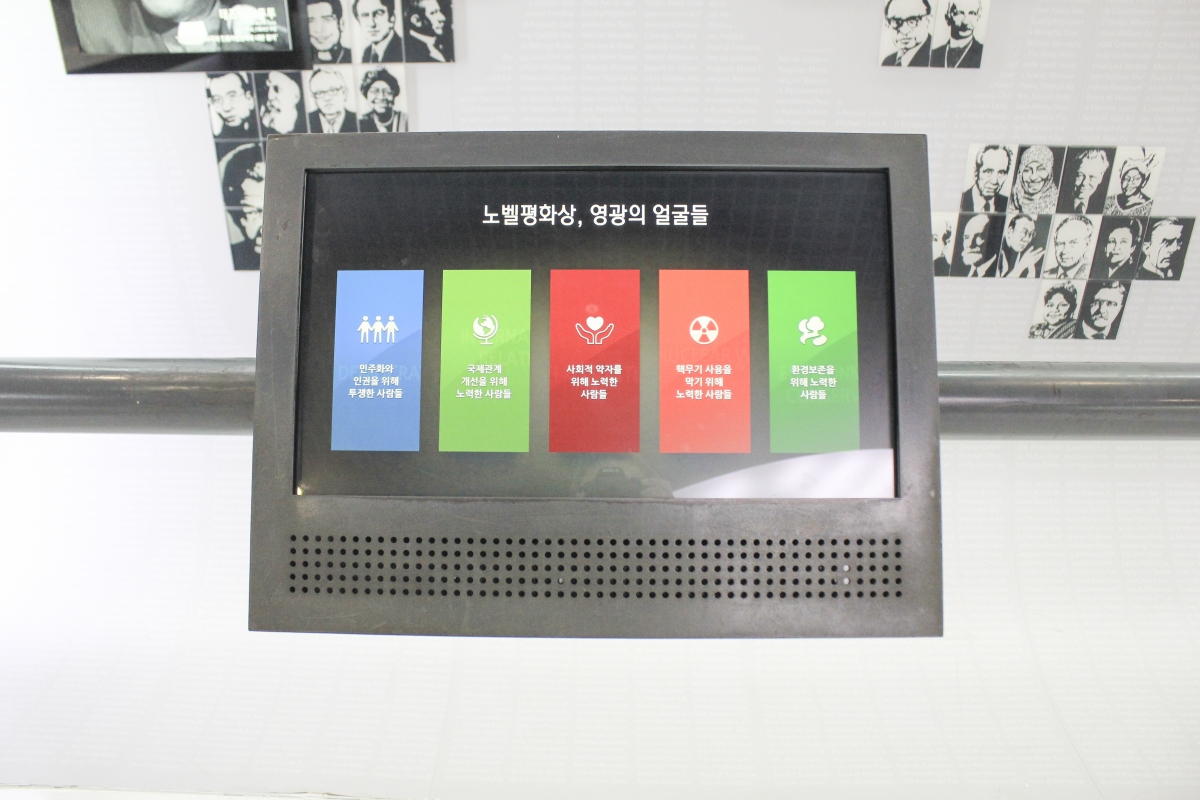 노벨평화상, 영광의 얼굴들
민주화와
인권을 위해
투쟁한 사람들
국제관계
개선을 위해
노력한 사람들
사회적 약자를
위해 노력한
사람들
핵무기 사용을
막기 위해
노력한 사람들
환경보존을
위해 노력한
사람들